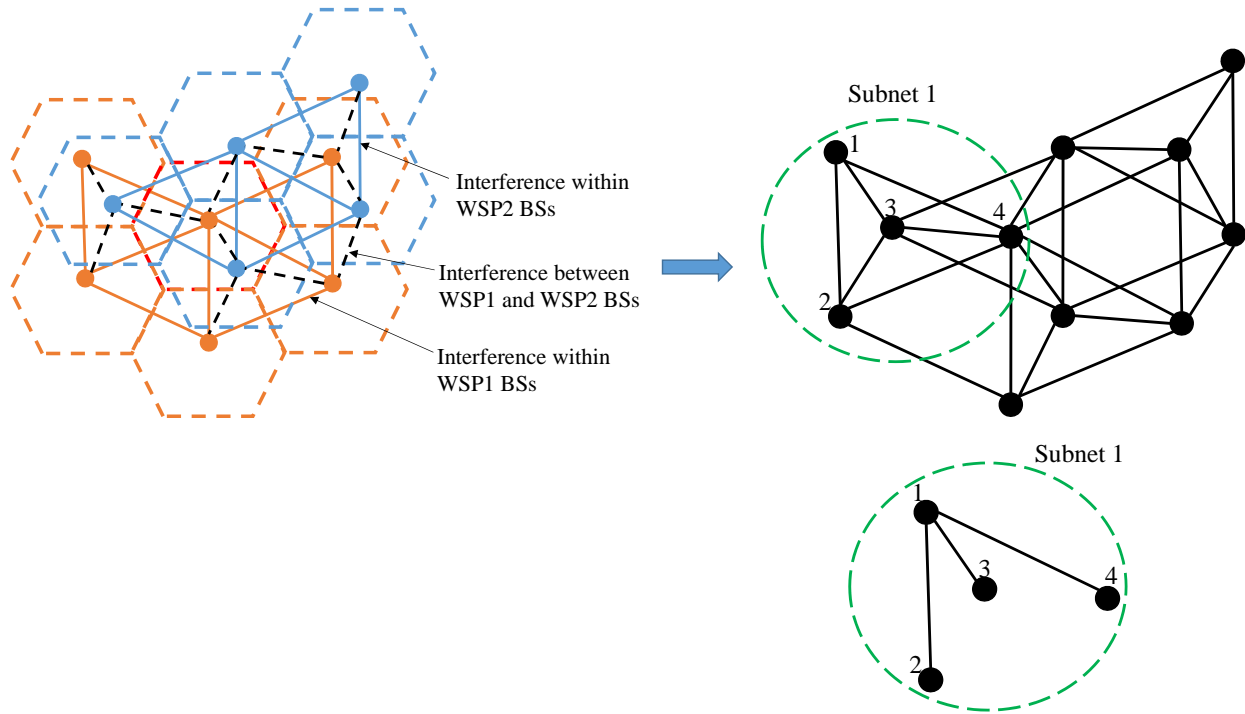 Interference within
WSP2 BSs
Interference between
WSP1 and WSP2 BSs
Interference within
WSP1 BSs
Subnet 1
1
3
4
2
Subnet 1
1
3
4
2